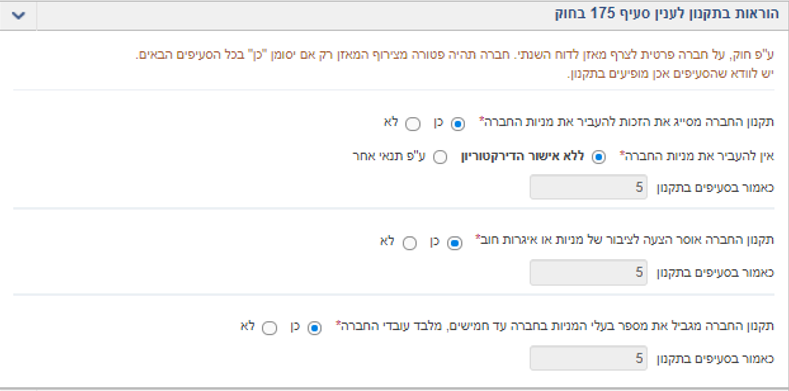 הוראות בתקנון לענין סעיף 175 בחוק
ע"פ חוק, על חברה פרטית לצרף מאזן לדוח השנתי. חברה תהיה פטורה מצירוף המאזן רק אם יסומן "כן" בכל הסעיפים הבאים.
יש לוודא שהסעיפים אכן מופיעים בתקנון.
תקנון החברה מסייג את הזכות להעביר את מניות החברה* כן לא
אין להעביר את מניות החברה* ללא אישור הדירקטוריון ע"פ תנאי אחר
כאמור בסעיפים בתקנון 5
תקנון החברה אוסר הצעה לציבור של מניות או איגרות חוב* כן לא
כאמור בסעיפים בתקנון 5
תקנון החברה מגביל את מספר בעלי המניות בחברה עד חמישים, מלבד עובדי החברה* כן לא
כאמור בסעיפים בתקנון 5